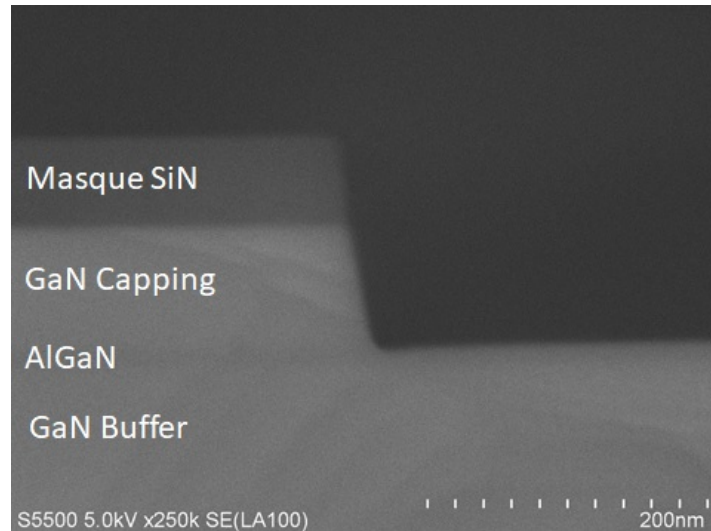 Masque SiN
GaN Capping
AlGaN
GaN Buffer
S5500 5.0kV x250k SE(LA100)
200nm